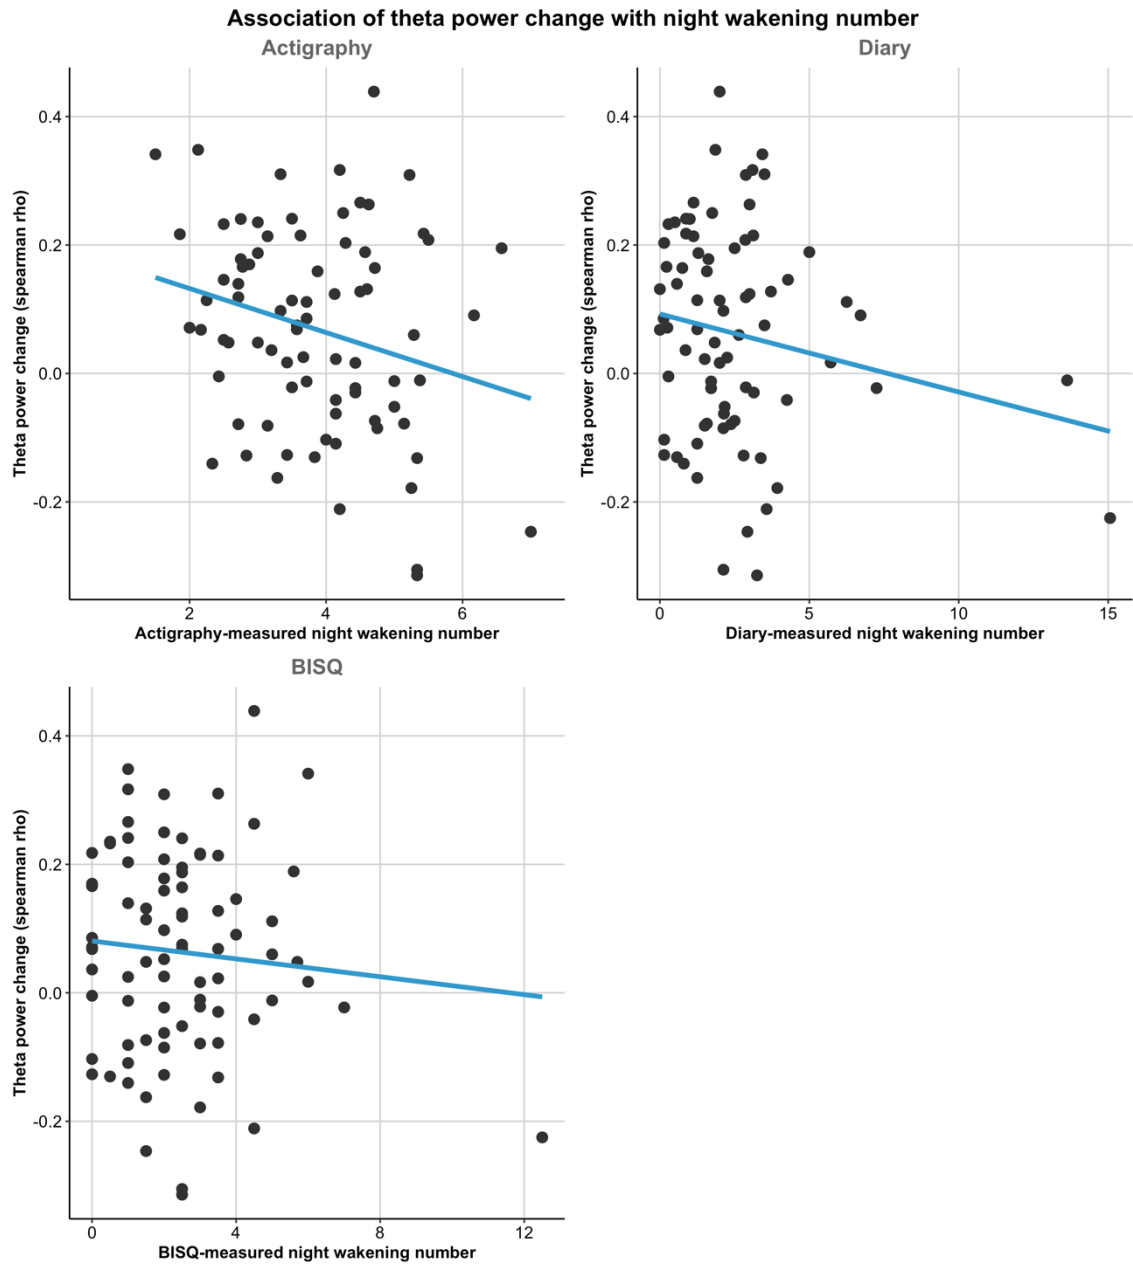 Association of theta power change with night wakening number
Actigraphy
Theta power change (spearman rho)
0.4
0.2
0.0
-0.2
2 4 6
Actigraphy-measured night wakening number
Diary
Theta power change (spearman rho)
0.4
0.2
0.0
-0.2
0 5 10 15
Diary-measured night wakening number
BISQ
Theta power change (spearman rho)
0.4
0.2
0.0
-0.2
0 4 8 12
BISQ-measured night wakening number